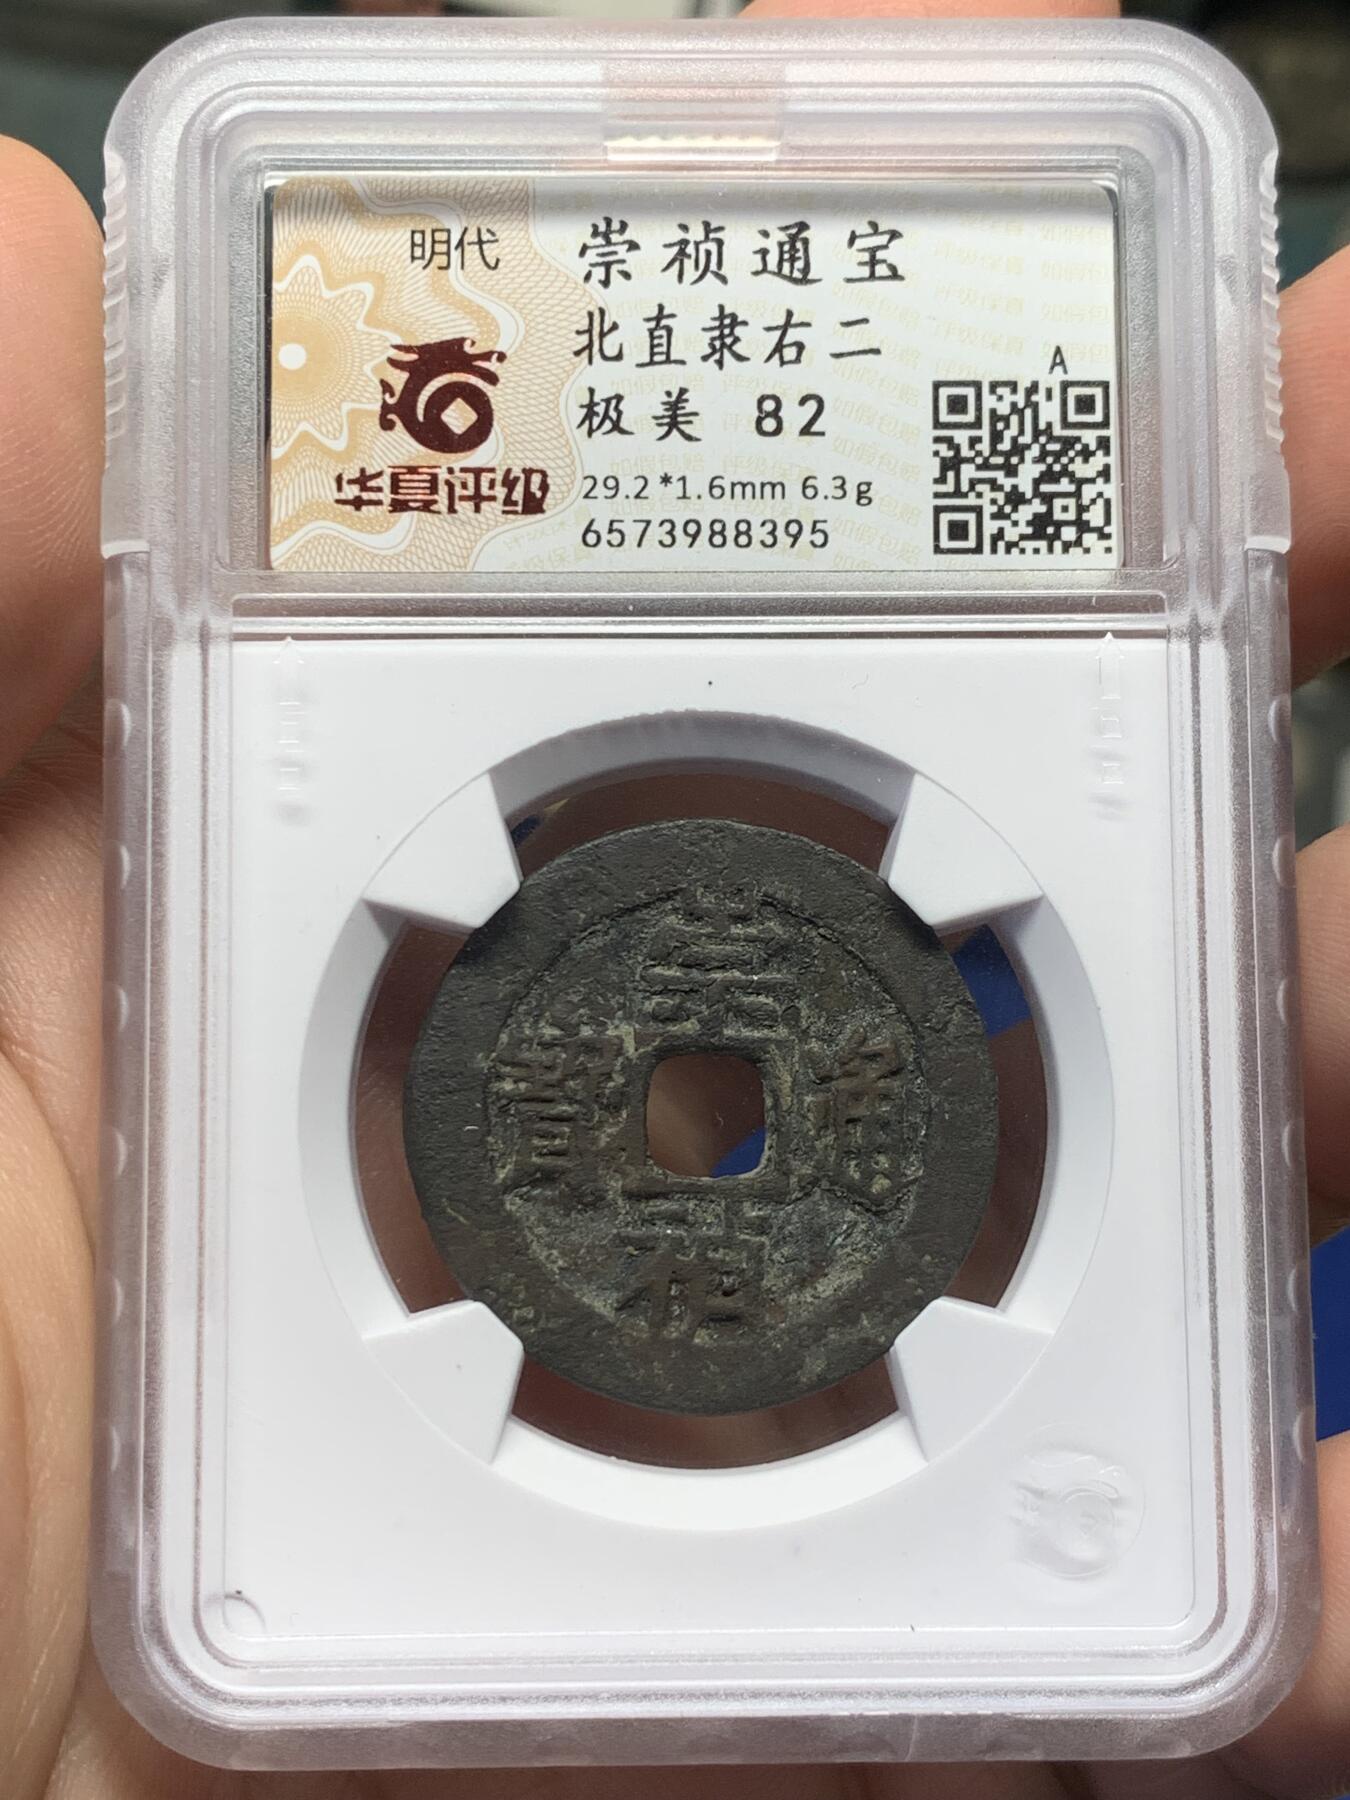 明代
华夏评级
崇祯通宝
北直隶右二
极美 82
29.2*1.6mm 6.3g
6573988395
A
崇
通
寶
禎